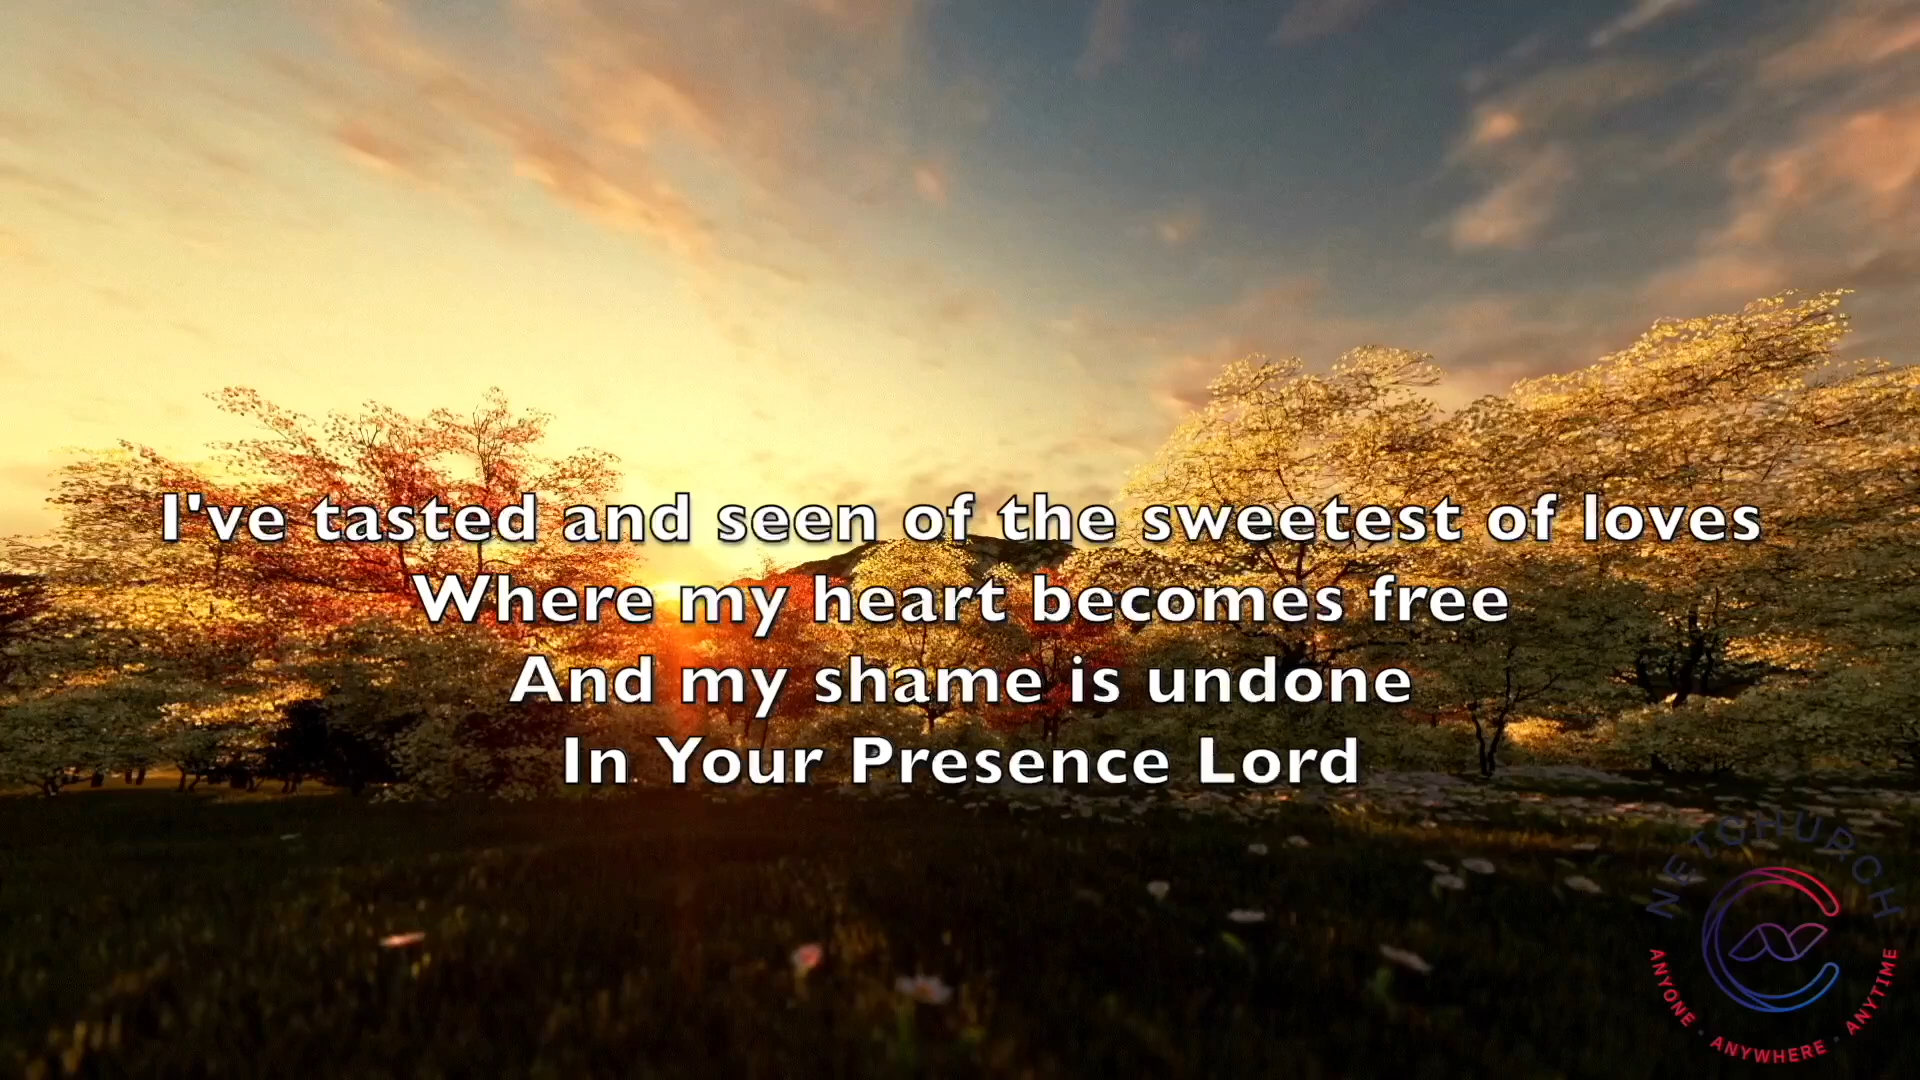 I've tasted and seen of the sweetest of loves
Where my heart becomes free
And my shame is undone
In Your Presence Lord
NETCHURCH
ANYONE · ANYWHERE · ANYTIME